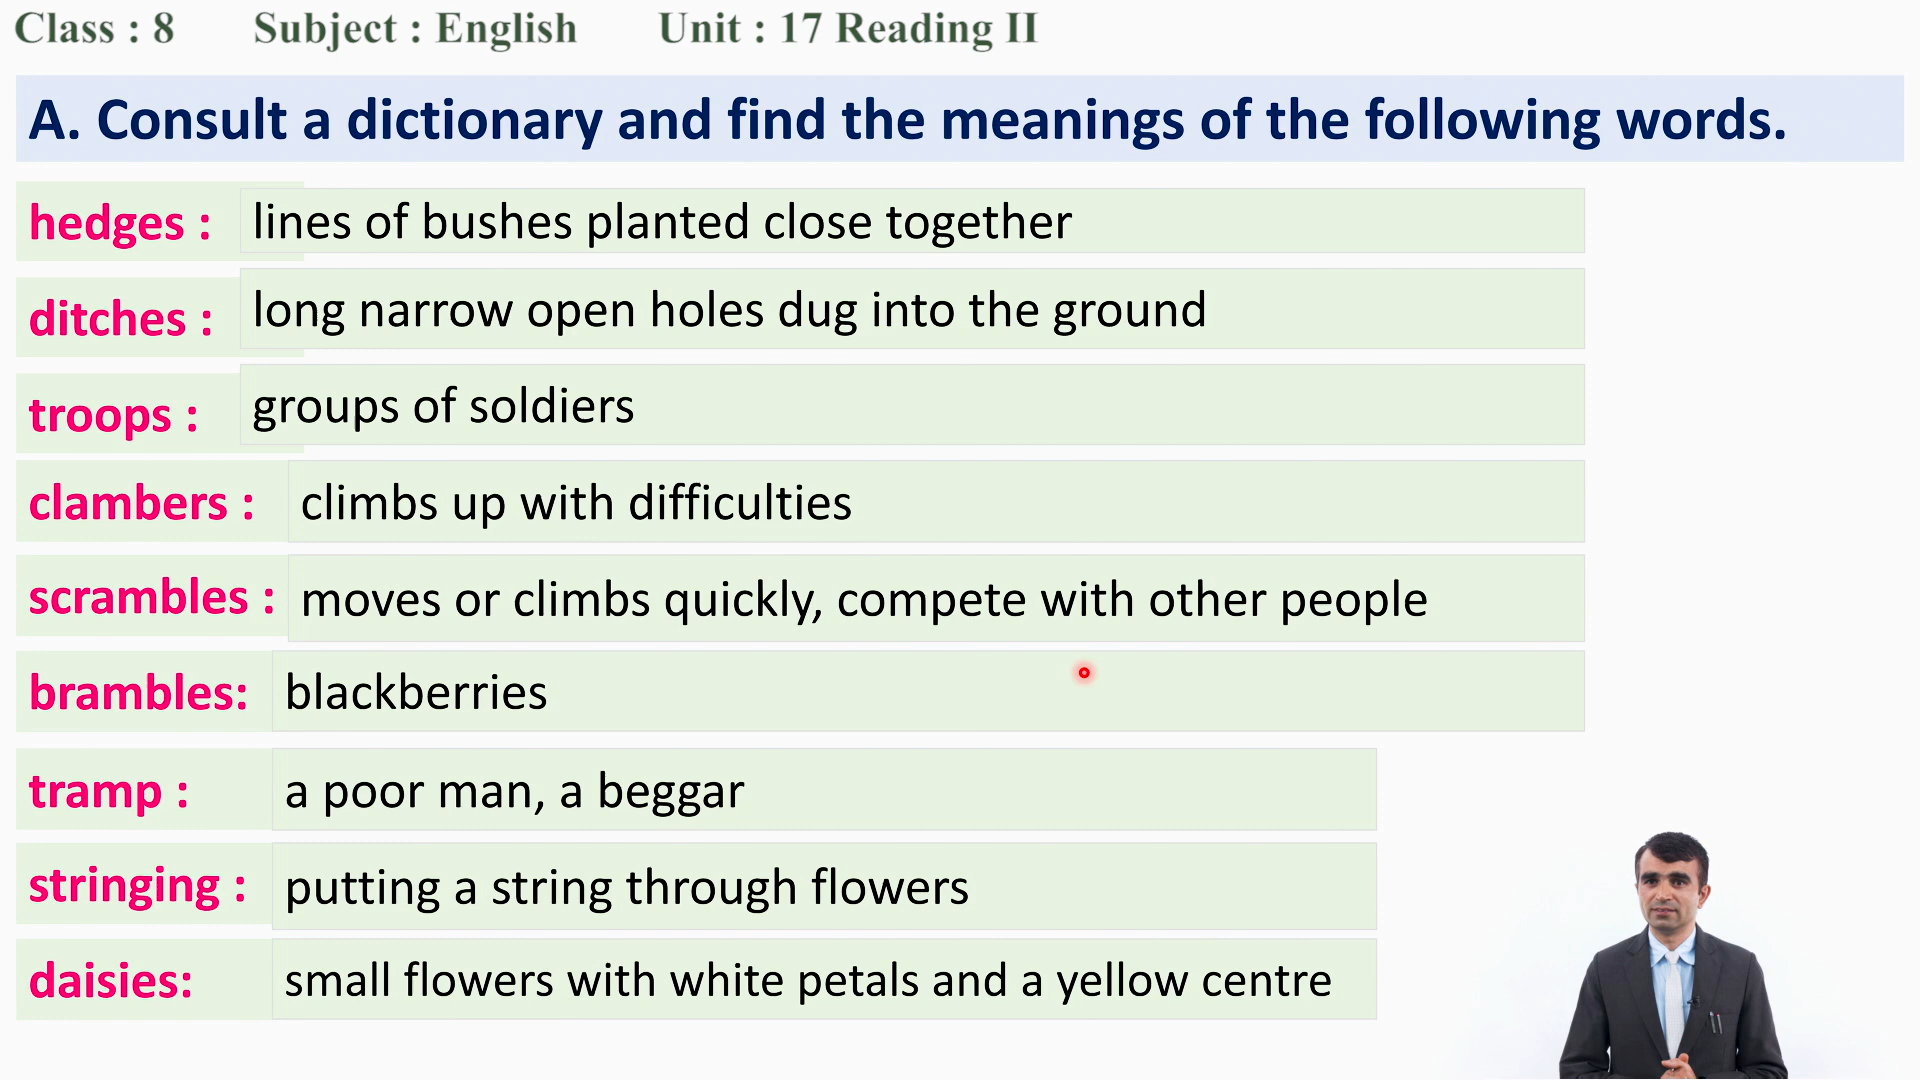 Class : 8 Subject : English Unit : 17 Reading II
A. Consult a dictionary and find the meanings of the following words.
hedges : lines of bushes planted close together
ditches : long narrow open holes dug into the ground
troops : groups of soldiers
clambers : climbs up with difficulties
scrambles : moves or climbs quickly, compete with other people
brambles: blackberries
tramp : a poor man, a beggar
stringing : putting a string through flowers
daisies: small flowers with white petals and a yellow centre